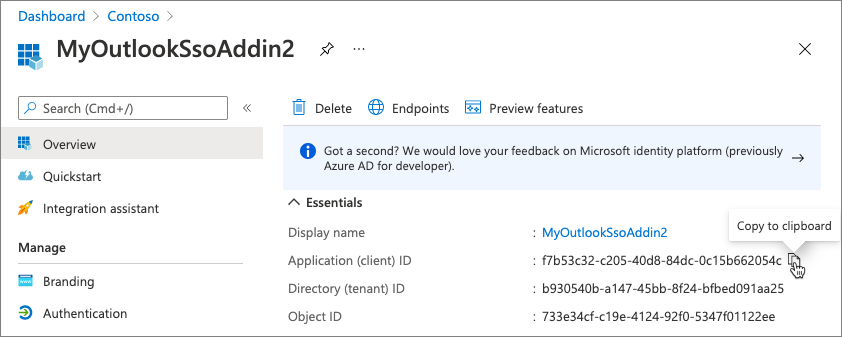 Dashboard > Contoso >
MyOutlookSsoAddin2
Search (Cmd+/)
Overview
Quickstart
Integration assistant
Manage
Branding
Authentication
Delete
Endpoints
Preview features
Got a second? We would love your feedback on Microsoft identity platform (previously
Azure AD for developer).
Essentials
Copy to clipboard
Display name : MyOutlookSsoAddin2
Application (client) ID : f7b53c32-c205-40d8-84dc-0c15b662054c
Directory (tenant) ID : b930540b-a147-45bb-8f24-bfbed091aa25
Object ID : 733e34cf-c19e-4124-92f0-5347f01122ee